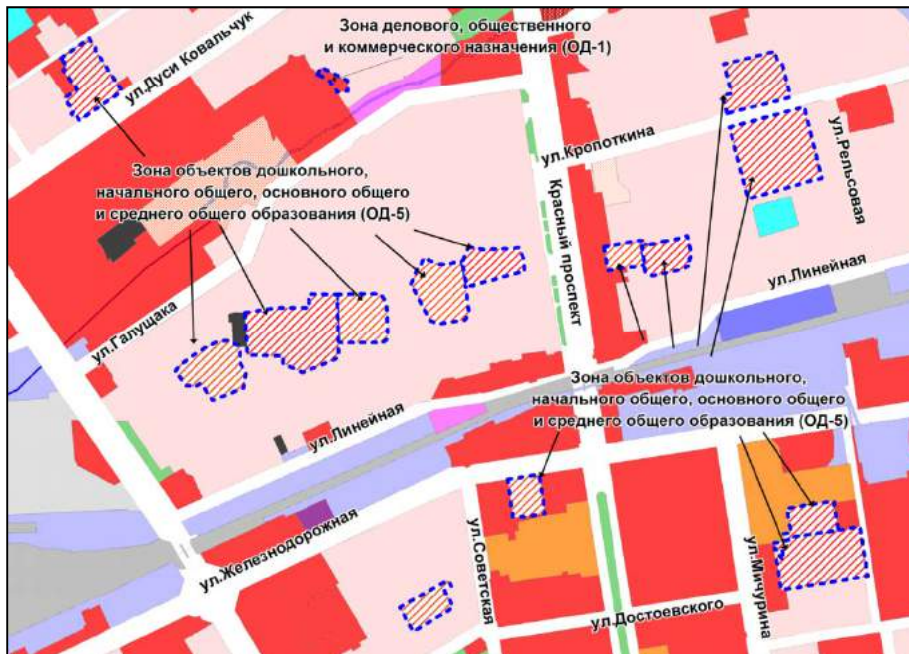 Зона делового, общественного
и коммерческого назначения (ОД-1)
ул.Дуси Ковальчук
ул.Кропоткина
ул.Рельсовая
Зона объектов дошкольного,
начального общего, основного общего
и среднего общего образования (ОД-5)
Красный проспект
ул.Линейная
ул.Галущака
Зона объектов дошкольного,
начального общего, основного общего
и среднего общего образования (ОД-5)
ул.Линейная
ул.Железнодорожная
ул.Советская
ул.Мичурина
ул.Достоевского